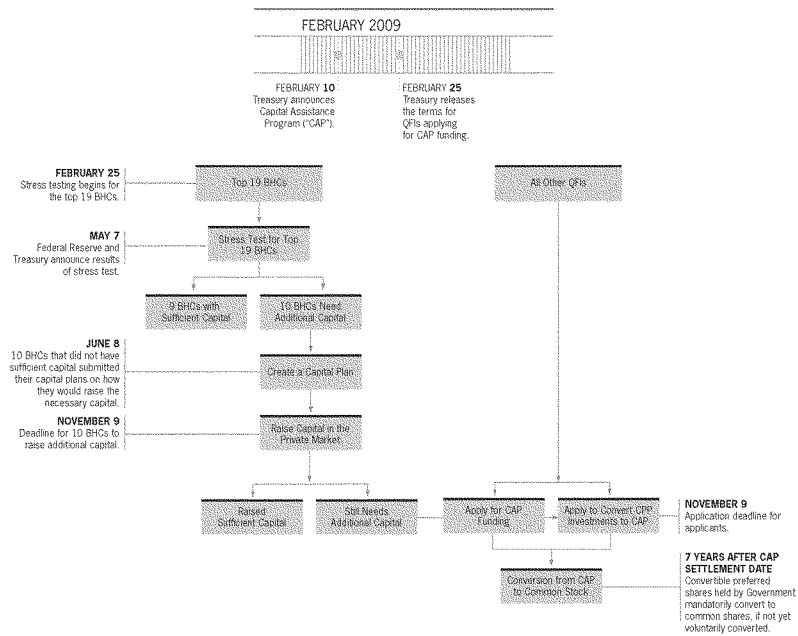 FEBRUARY 2009
FEBRUARY 10
Treasury announces
Capital Assistance
Program ("CAP").
FEBRUARY 25
Treasury releases
the terms for
QFIs applying
for CAP funding.
FEBRUARY 25
Stress testing begins for
the top 19 BHCs.
Top 19 BHCs
All Other QFIs
MAY 7
Federal Reserve and
Treasury announce results
of stress test.
Stress Test for Top
19 BHCs
9 BHCs with
Sufficient Capital
10 BHCs Need
Additional Capital
JUNE 8
10 BHCs that did not have
sufficient capital submitted
their capital plans on how
they would raise the
necessary capital.
Create a Capital Plan
NOVEMBER 9
Deadline for 10 BHCs to
raise additional capital.
Raise Capital in the
Private Market
Raised
Sufficient Capital
Still Needs
Additional Capital
Apply for CAP
Funding
Apply to Convert CPP
Investments to CAP
NOVEMBER 9
Application deadline for
applicants.
Conversion from CAP
to Common Stock
7 YEARS AFTER CAP
SETTLEMENT DATE
Convertible preferred
shares held by Government
mandatorily convert to
common shares, if not yet
voluntarily converted.